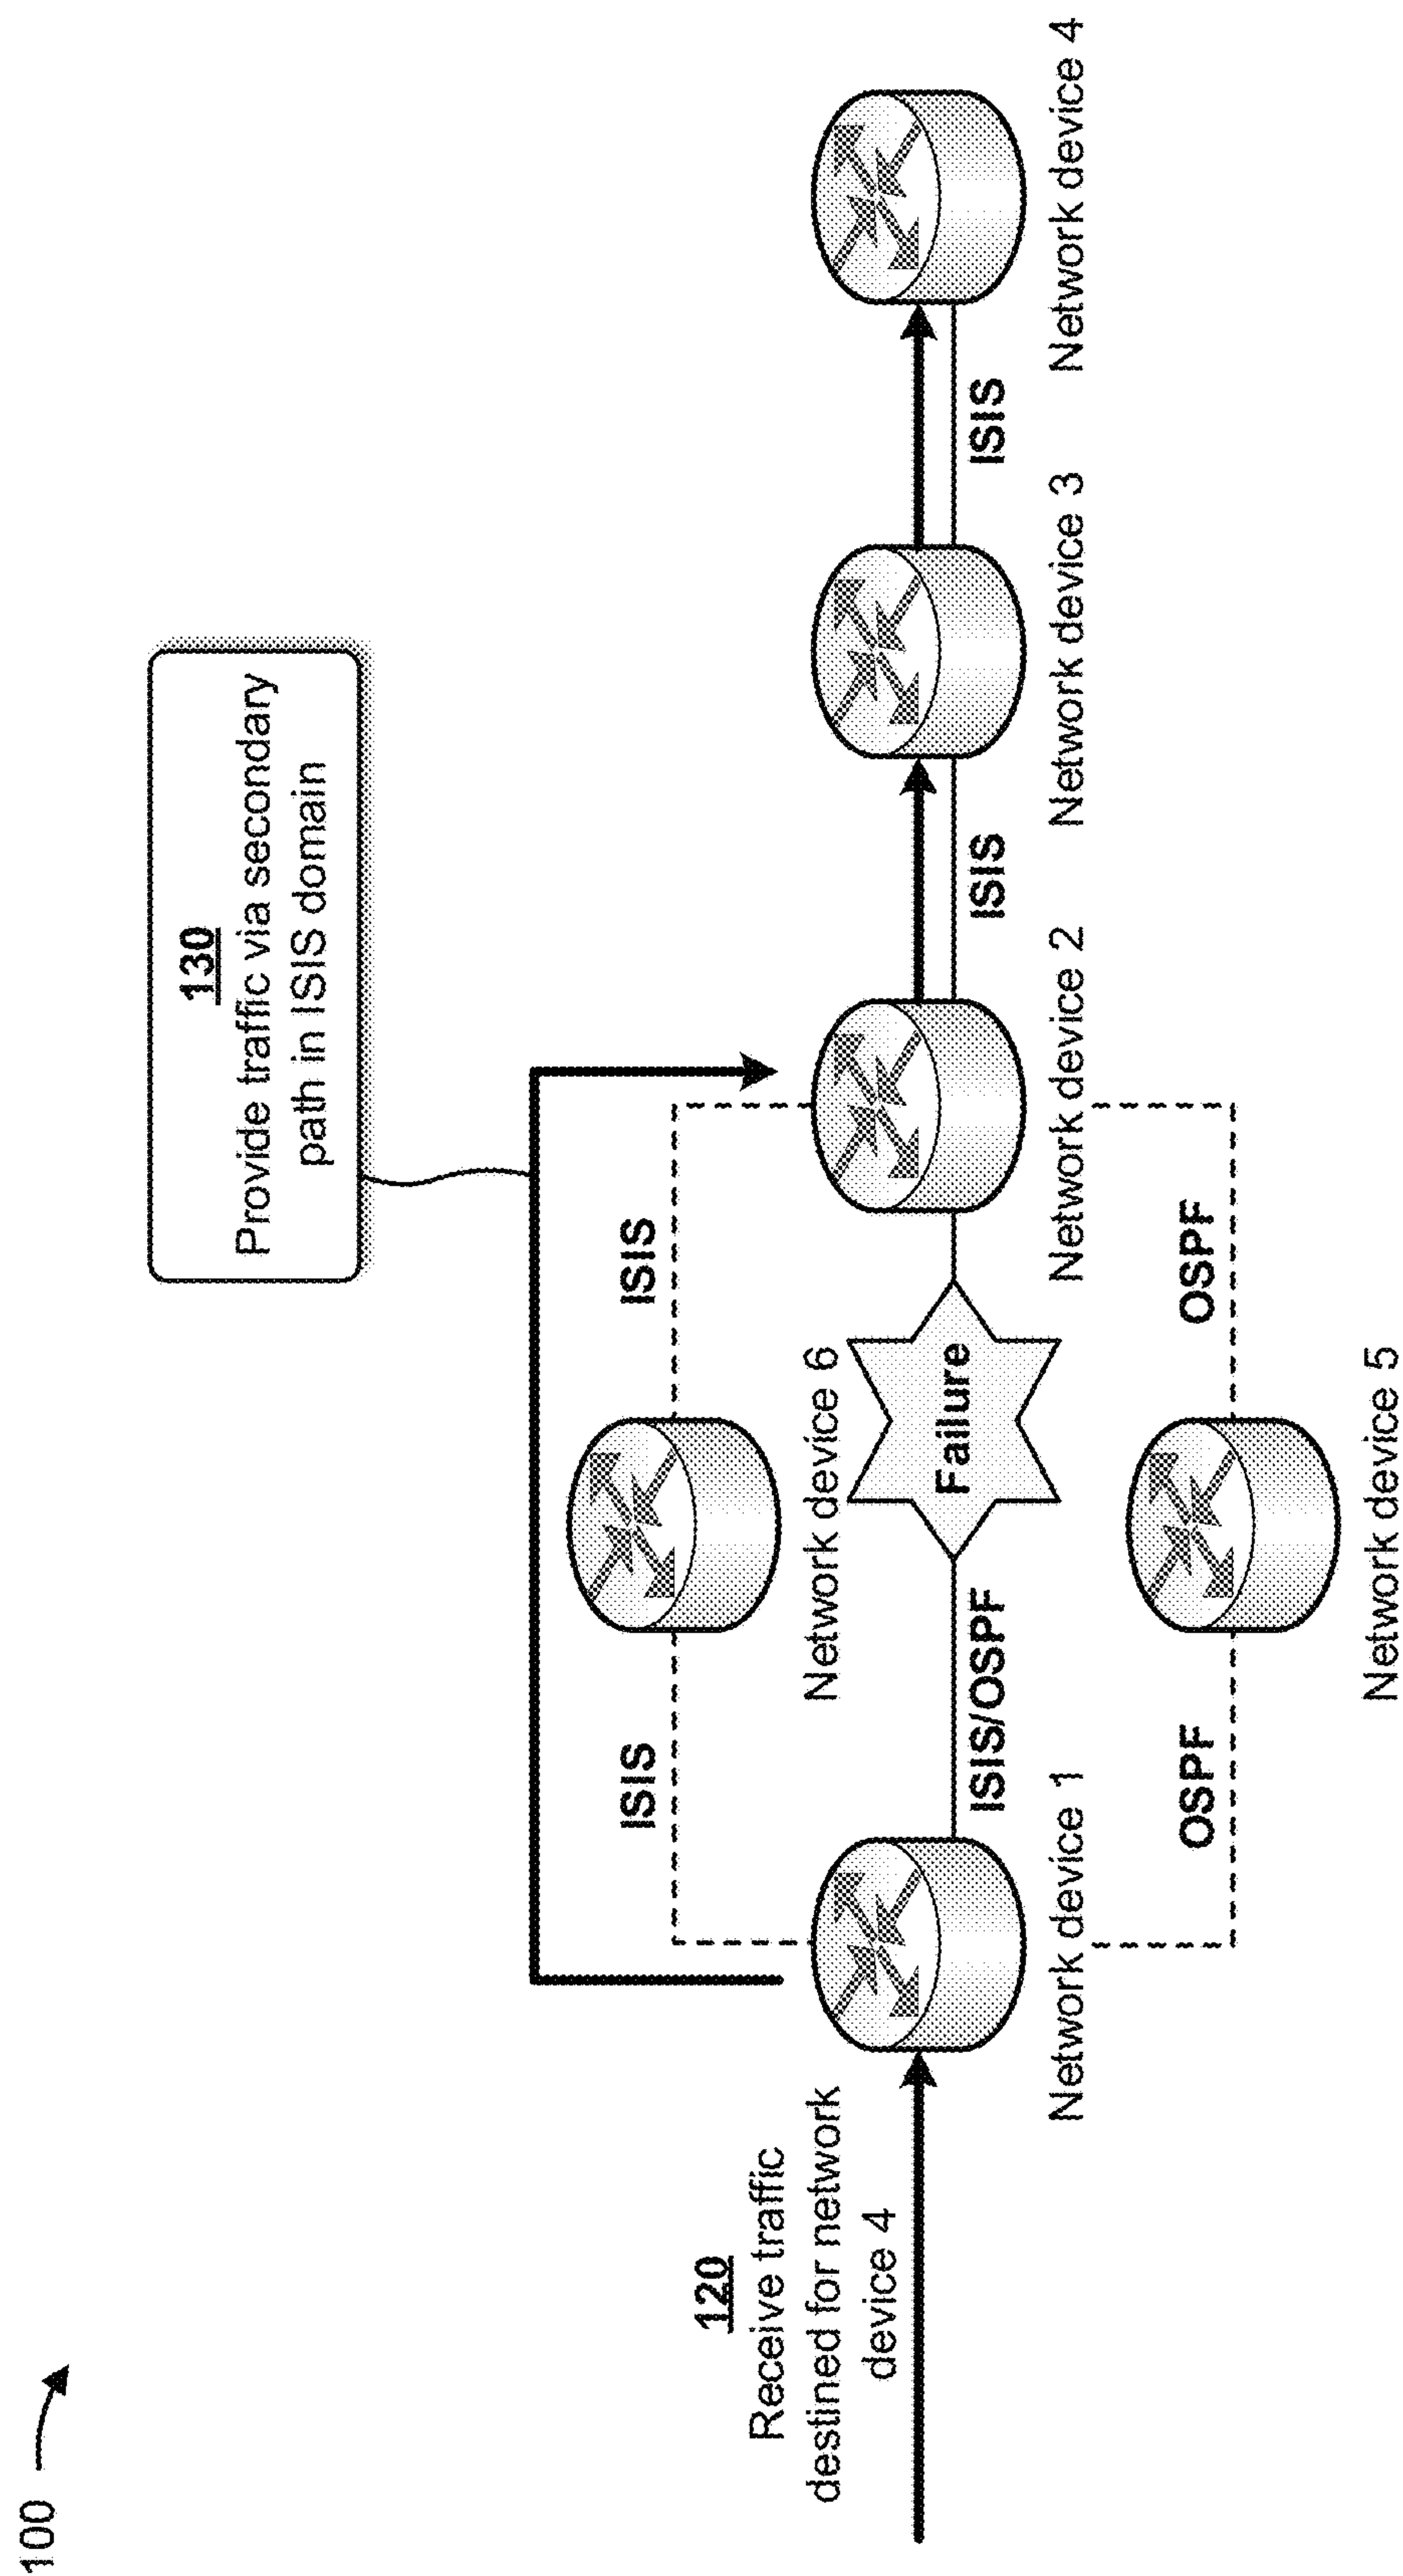 100
130
Provide traffic via secondary
path in ISIS domain
120
Receive traffic
destined for network
device 4
ISIS
ISIS
Network device 6
Failure
ISIS/OSPF
ISIS
ISIS
Network device 1
Network device 2
Network device 3
Network device 4
OSPF
OSPF
Network device 5